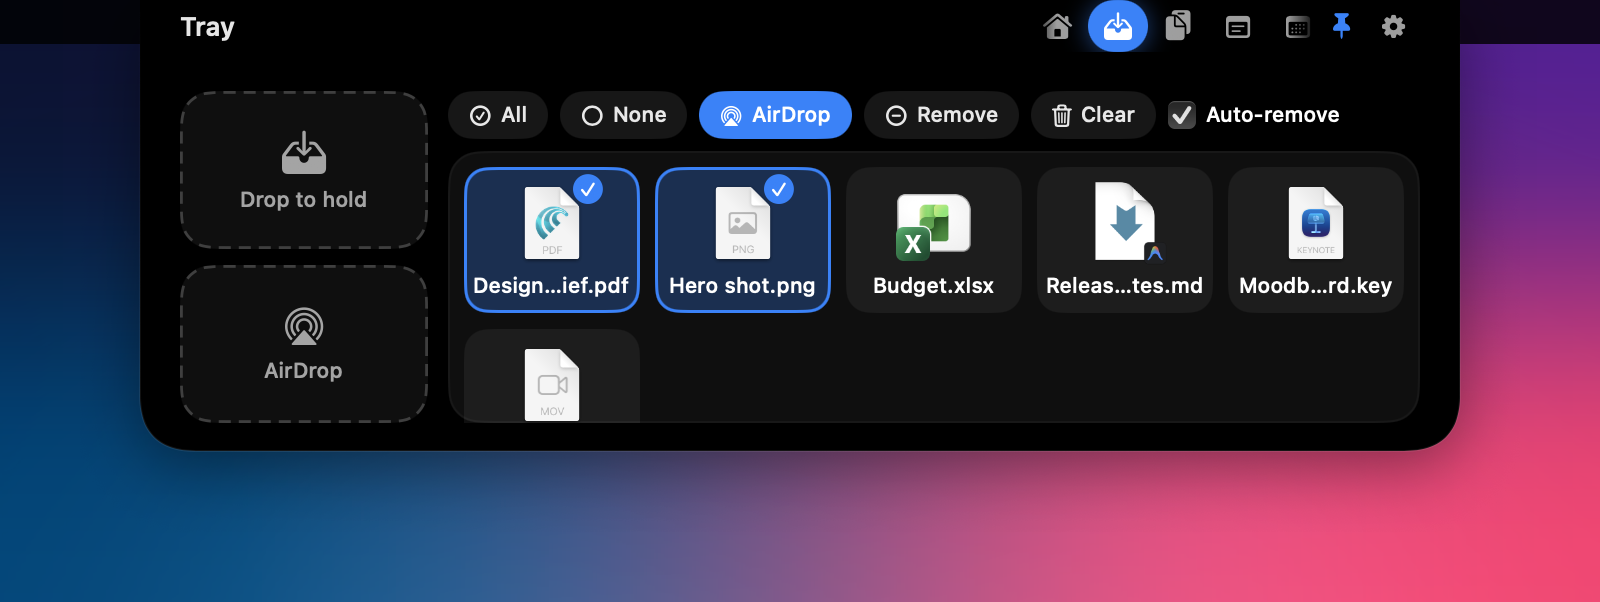 Tray
All
None
AirDrop
Remove
Clear
Auto-remove
Drop to hold
AirDrop
PDF
Design...ief.pdf
PNG
Hero shot.png
X
Budget.xlsx
Releas...tes.md
KEYNOTE
Moodb...rd.key
MOV